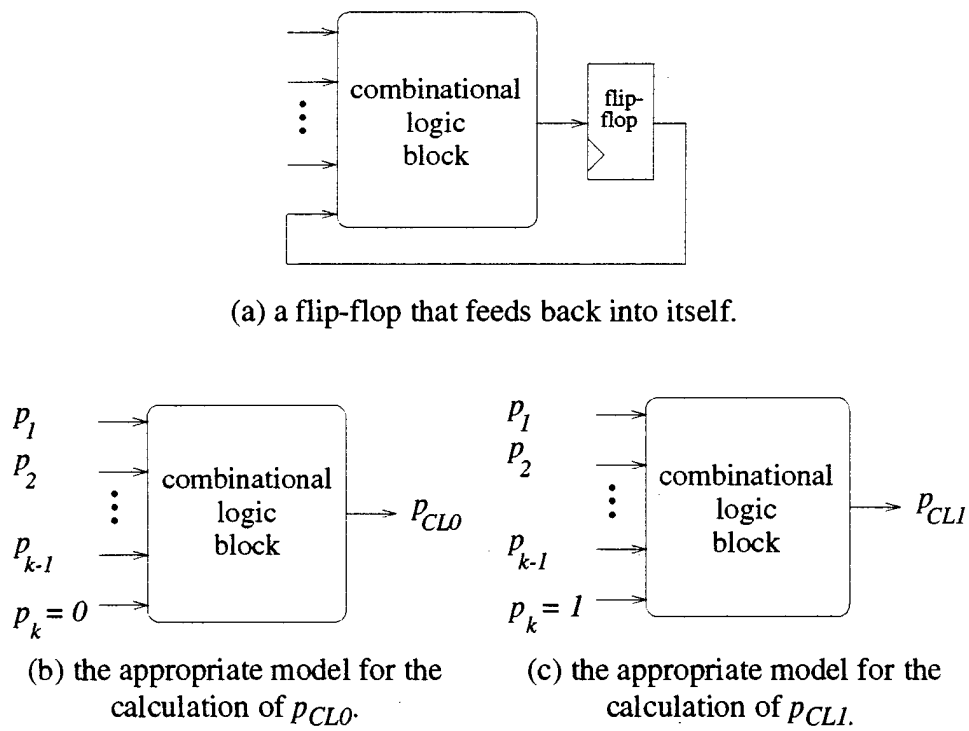 combinational
logic
block
flip-
flop
(a) a flip-flop that feeds back into itself.
p1
p2
pk-1
pk = 0
combinational
logic
block
pCL0
(b) the appropriate model for the
calculation of pCL0.
p1
p2
pk-1
pk = 1
combinational
logic
block
pCL1
(c) the appropriate model for the
calculation of pCL1.